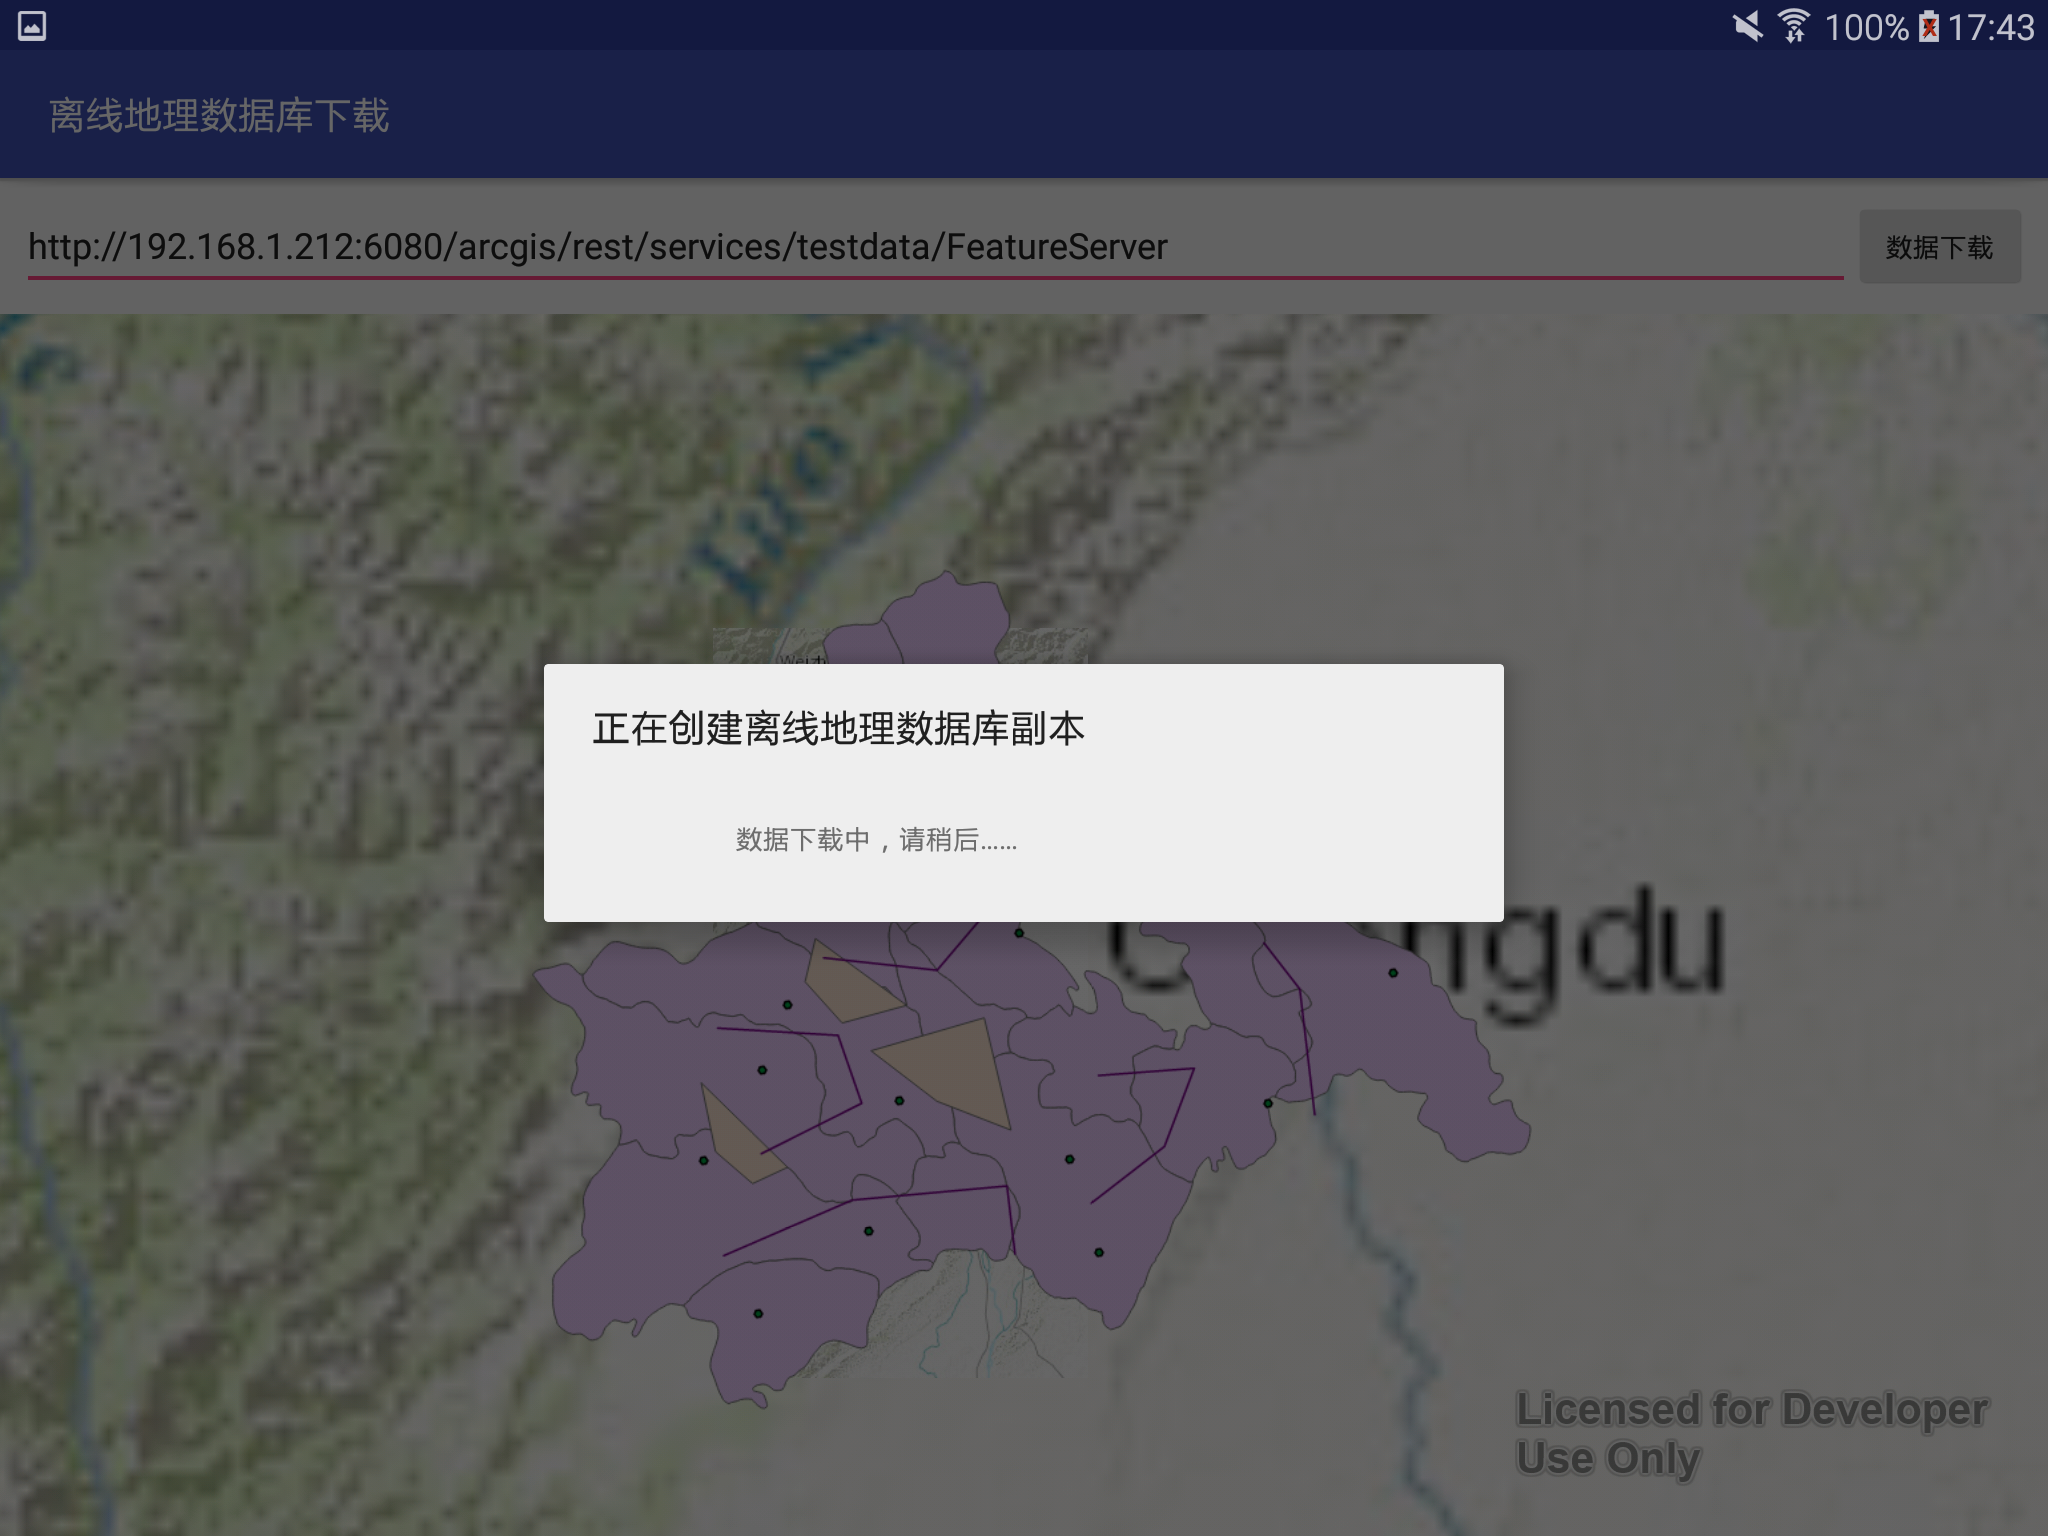 100% 17:43
离线地理数据库下载
http://192.168.1.212:6080/arcgis/rest/services/testdata/FeatureServer
数据下载
正在创建离线地理数据库副本
数据下载中，请稍后......
ngdu
Licensed for Developer
Use Only